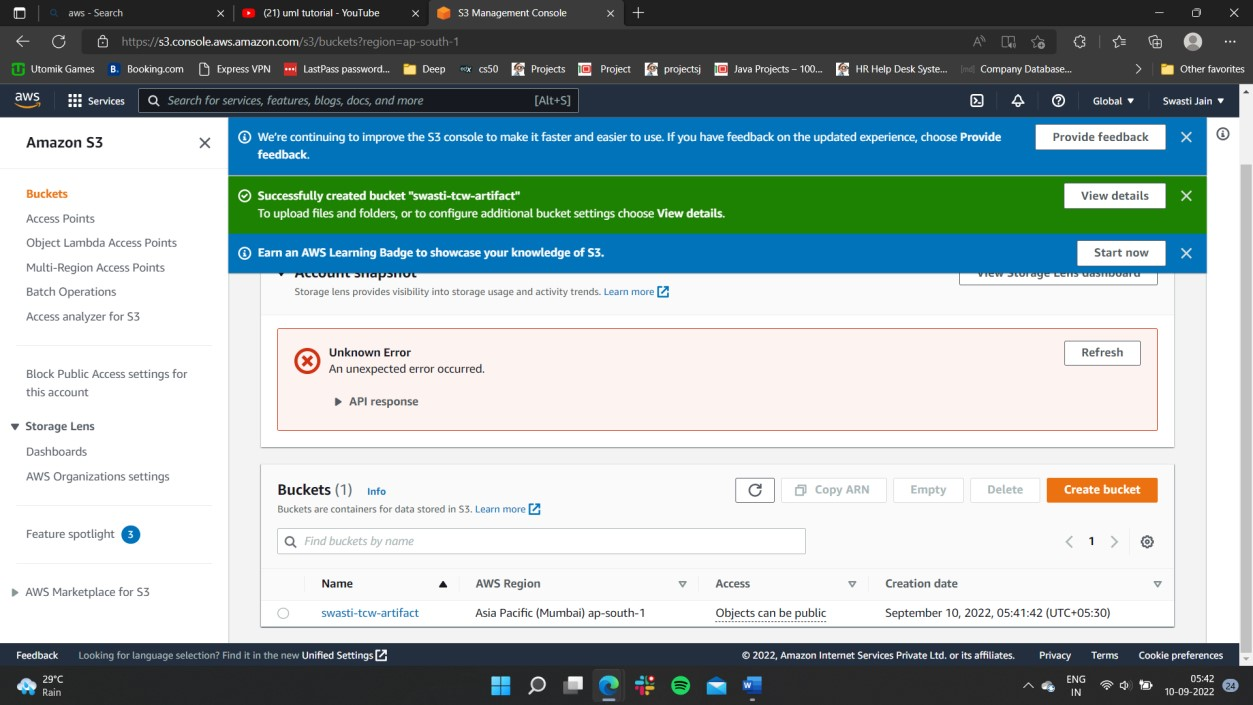 aws - Search
(21) uml tutorial - YouTube
S3 Management Console
https://s3.console.aws.amazon.com/s3/buckets?region=ap-south-1
Utomik Games
Booking.com
Express VPN
LastPass password...
Deep
cs50
Projects
Project
projectsj
Java Projects – 100...
HR Help Desk Syste...
Company Database...
Other favorites
aws
Services
Search for services, features, blogs, docs, and more
[Alt+S]
Global
Swasti Jain
Amazon S3
Buckets
Access Points
Object Lambda Access Points
Multi-Region Access Points
Batch Operations
Access analyzer for S3
Block Public Access settings for
this account
Storage Lens
Dashboards
AWS Organizations settings
Feature spotlight 3
AWS Marketplace for S3
We're continuing to improve the S3 console to make it faster and easier to use. If you have feedback on the updated experience, choose Provide
feedback.
Provide feedback
Successfully created bucket "swasti-tcw-artifact"
To upload files and folders, or to configure additional bucket settings choose View details.
View details
Earn an AWS Learning Badge to showcase your knowledge of S3.
Start now
Account snapshot
View Storage Lens dashboard
Storage lens provides visibility into storage usage and activity trends. Learn more
Unknown Error
An unexpected error occurred.
API response
Refresh
Buckets (1) Info
Buckets are containers for data stored in S3. Learn more
Copy ARN
Empty
Delete
Create bucket
Find buckets by name
1
Name AWS Region Access Creation date
swasti-tcw-artifact Asia Pacific (Mumbai) ap-south-1 Objects can be public September 10, 2022, 05:41:42 (UTC+05:30)
Feedback
Looking for language selection? Find it in the new Unified Settings
© 2022, Amazon Internet Services Private Ltd. or its affiliates.
Privacy
Terms
Cookie preferences
29°C
Rain
ENG
IN
05:42
10-09-2022
24